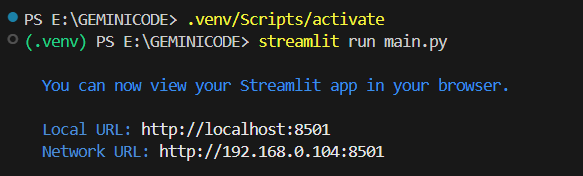 PS E:\GEMINICODE> .venv/Scripts/activate
(.venv) PS E:\GEMINICODE> streamlit run main.py
You can now view your Streamlit app in your browser.
Local URL: http://localhost:8501
Network URL: http://192.168.0.104:8501